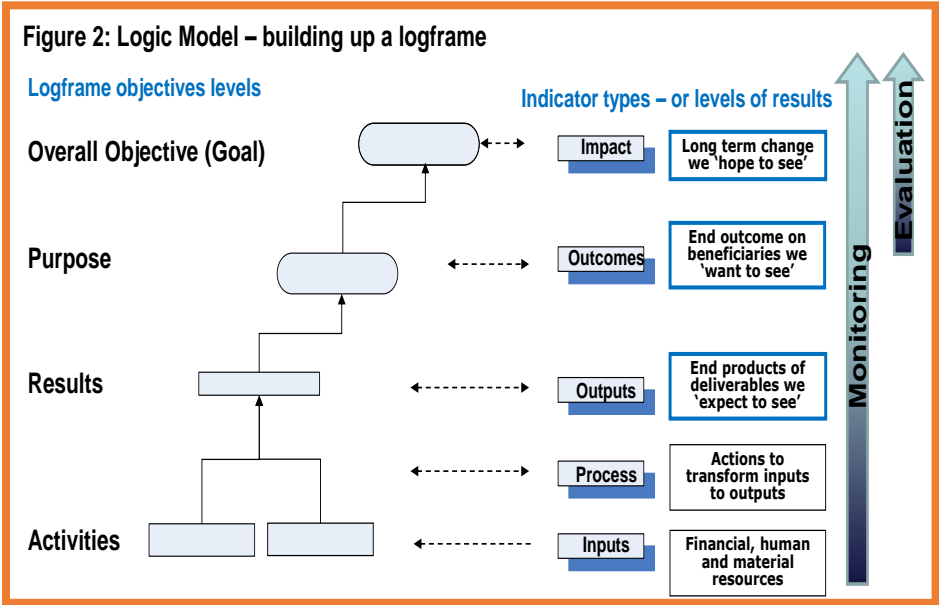 Figure 2: Logic Model – building up a logframe
Logframe objectives levels
Indicator types – or levels of results
Overall Objective (Goal)
Impact
Long term change
we ‘hope to see’
Purpose
Outcomes
End outcome on
beneficiaries we
‘want to see’
Results
Outputs
End products of
deliverables we
‘expect to see’
Process
Actions to
transform inputs
to outputs
Activities
Inputs
Financial, human
and material
resources
Monitoring
Evaluation